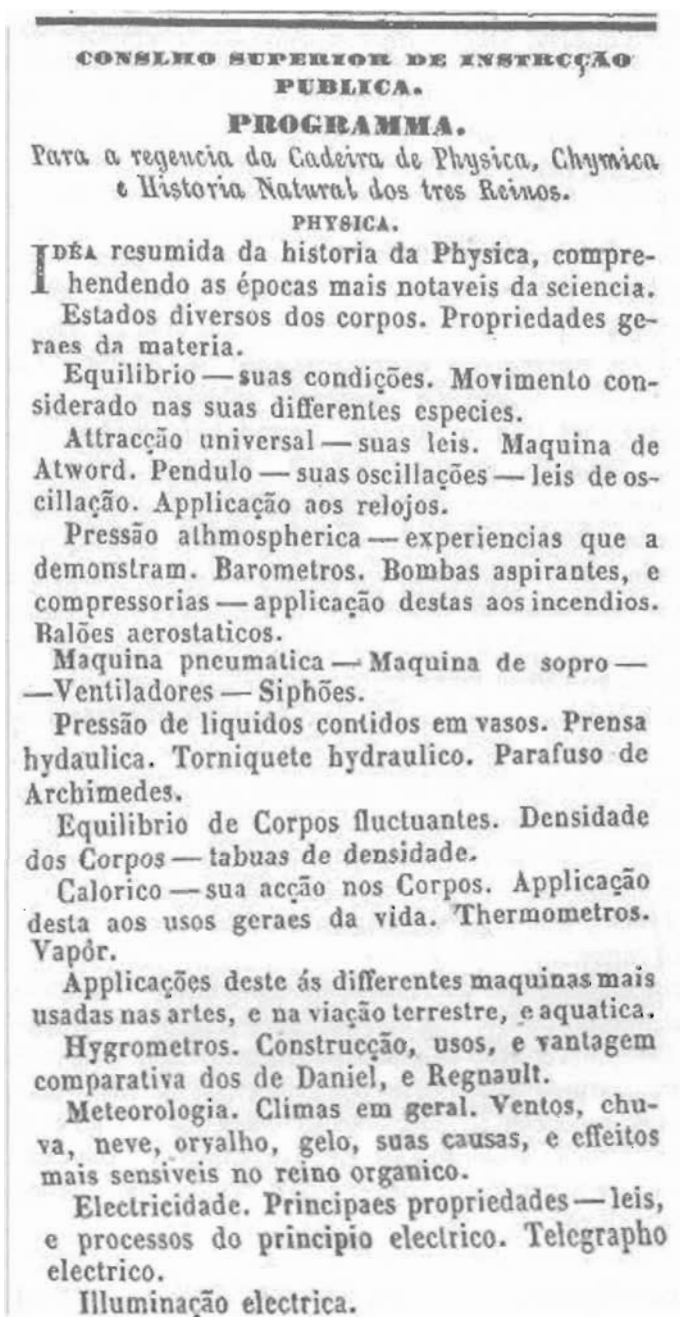 CONSLHO SUPERIOR DE INSTRCÇÃO
PUBLICA.
PROGRAMMA.
Para a regencia da Cadeira de Physica, Chymica
e Historia Natural dos tres Reinos.
PHYSICA.
IDÉA resumida da historia da Physica, compre-
hendendo as épocas mais notaveis da sciencia.
Estados diversos dos corpos. Propriedades ge-
raes da materia.
Equilibrio — suas condições. Movimento con-
siderado nas suas differentes especies.
Attracção universal — suas leis. Maquina de
Atword. Pendulo — suas oscillações — leis de os-
cillação. Applicação aos relojos.
Pressão athmospherica — experiencias que a
demonstram. Barometros. Bombas aspirantes, e
compressorias — applicação destas aos incendios.
Balões aerostaticos.
Maquina pneumatica — Maquina de sopro —
— Ventiladores — Siphões.
Pressão de liquidos contidos em vasos. Prensa
hydaulica. Torniquete hydraulico. Parafuso de
Archimedes.
Equilibrio de Corpos fluctuantes. Densidade
dos Corpos — tabuas de densidade.
Calorico — sua acção nos Corpos. Applicação
desta aos usos geraes da vida. Thermometros.
Vapôr.
Applicações deste ás differentes maquinas mais
usadas nas artes, e na viação terrestre, e aquatica.
Hygrometros. Construcção, usos, e vantagem
comparativa dos de Daniel, e Regnault.
Meteorologia. Climas em geral. Ventos, chu-
va, neve, orvalho, gelo, suas causas, e effeitos
mais sensiveis no reino organico.
Electricidade. Principaes propriedades — leis,
e processos do principio electrico. Telegrapho
electrico.
Illuminação electrica.